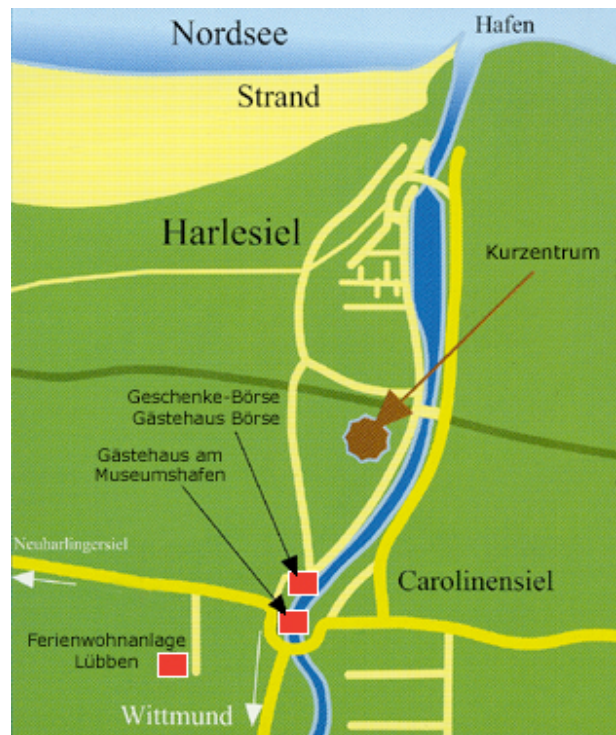 Nordsee
Hafen
Strand
Harlesiel
Kurzentrum
Geschenke-Börse
Gästehaus Börse
Gästehaus am
Museumshafen
Neuharlingersiel
Carolinensiel
Ferienwohnanlage
Lübben
Wittmund